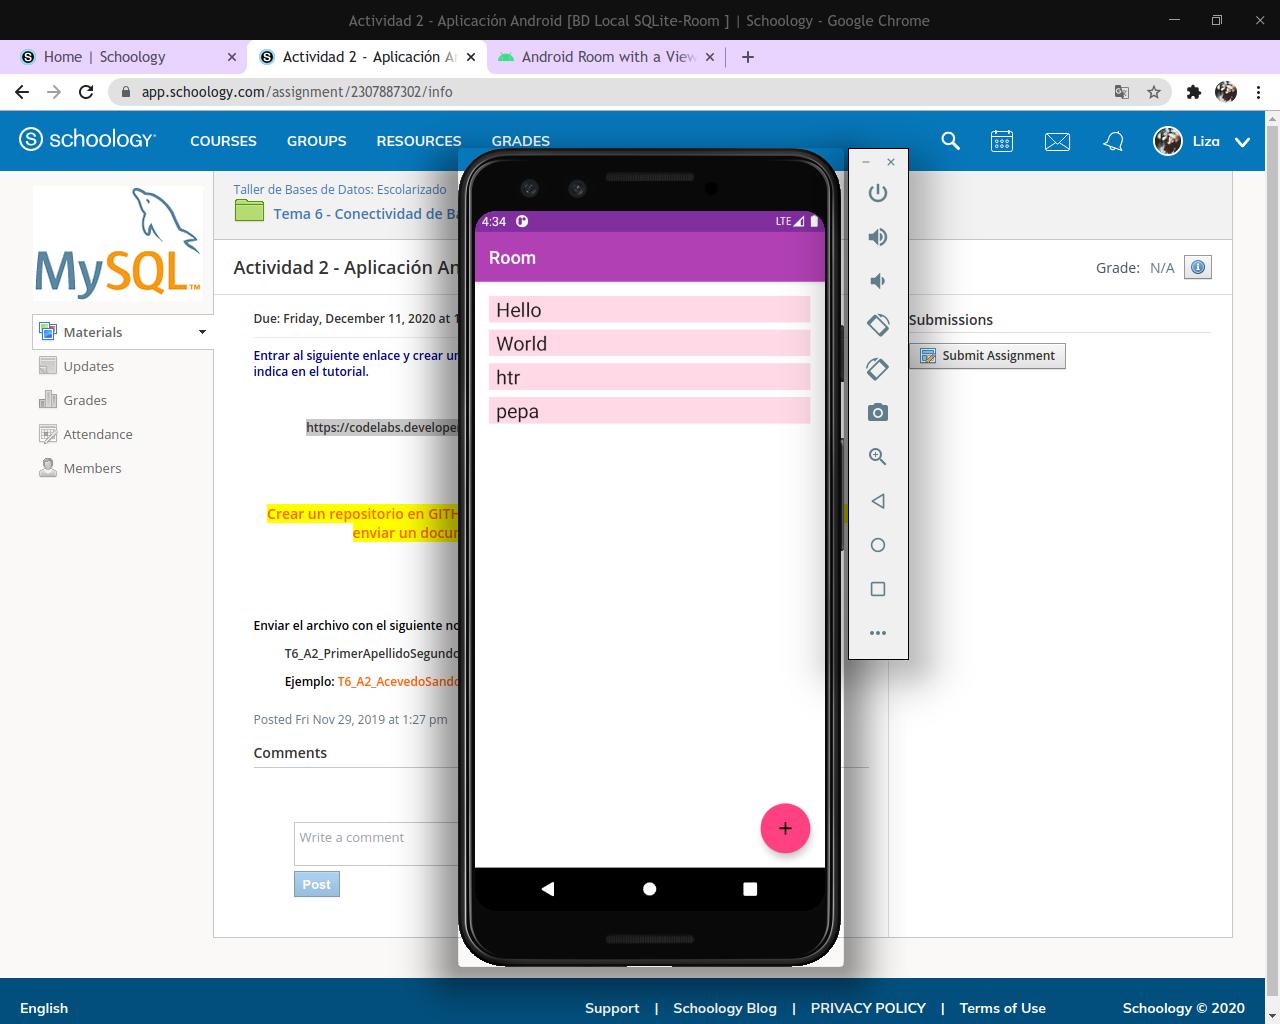 Actividad 2 - Aplicación Android [BD Local SQLite-Room ] | Schoology - Google Chrome
Home | Schoology
Actividad 2 - Aplicación A
Android Room with a View
app.schoology.com/assignment/2307887302/info
schoology
COURSES
GROUPS
RESOURCES
GRADES
Liza
MySQL™
Materials
Updates
Grades
Attendance
Members
Taller de Bases de Datos: Escolarizado
Tema 6 - Conectividad de Ba
Actividad 2 - Aplicación An
Grade: N/A
Due: Friday, December 11, 2020 at 1
Entrar al siguiente enlace y crear un
indica en el tutorial.
https://codelabs.developer
Crear un repositorio en GITH
enviar un docum
Enviar el archivo con el siguiente no
T6_A2_PrimerApellidoSegundo
Ejemplo: T6_A2_AcevedoSando
Posted Fri Nov 29, 2019 at 1:27 pm
Comments
Write a comment
Post
4:34
LTE
Room
Hello
World
htr
pepa
+
Submissions
Submit Assignment
English
Support | Schoology Blog | PRIVACY POLICY | Terms of Use
Schoology © 2020